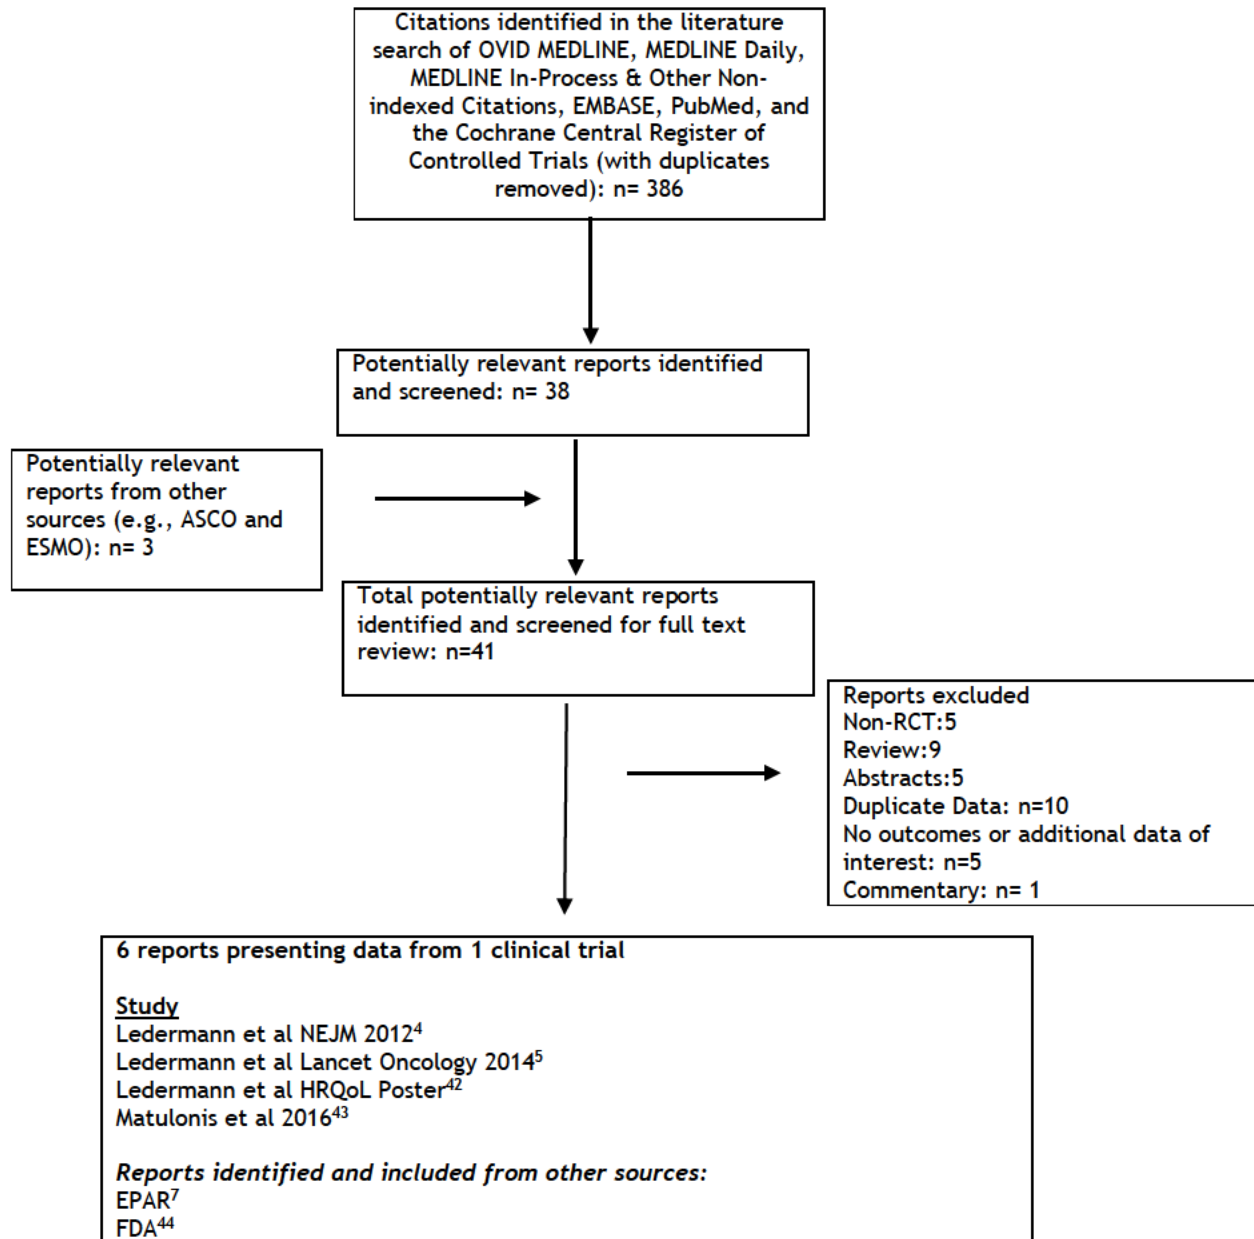 Citations identified in the literature
search of OVID MEDLINE, MEDLINE Daily,
MEDLINE In-Process & Other Non-
indexed Citations, EMBASE, PubMed, and
the Cochrane Central Register of
Controlled Trials (with duplicates
removed): n= 386
Potentially relevant reports identified
and screened: n= 38
Potentially relevant
reports from other
sources (e.g., ASCO and
ESMO): n= 3
Total potentially relevant reports
identified and screened for full text
review: n=41
Reports excluded
Non-RCT:5
Review:9
Abstracts:5
Duplicate Data: n=10
No outcomes or additional data of
interest: n=5
Commentary: n= 1
6 reports presenting data from 1 clinical trial
Study
Ledermann et al NEJM 2012⁴
Ledermann et al Lancet Oncology 2014⁵
Ledermann et al HRQoL Poster⁴²
Matulonis et al 2016⁴³
Reports identified and included from other sources:
EPAR⁷
FDA⁴⁴